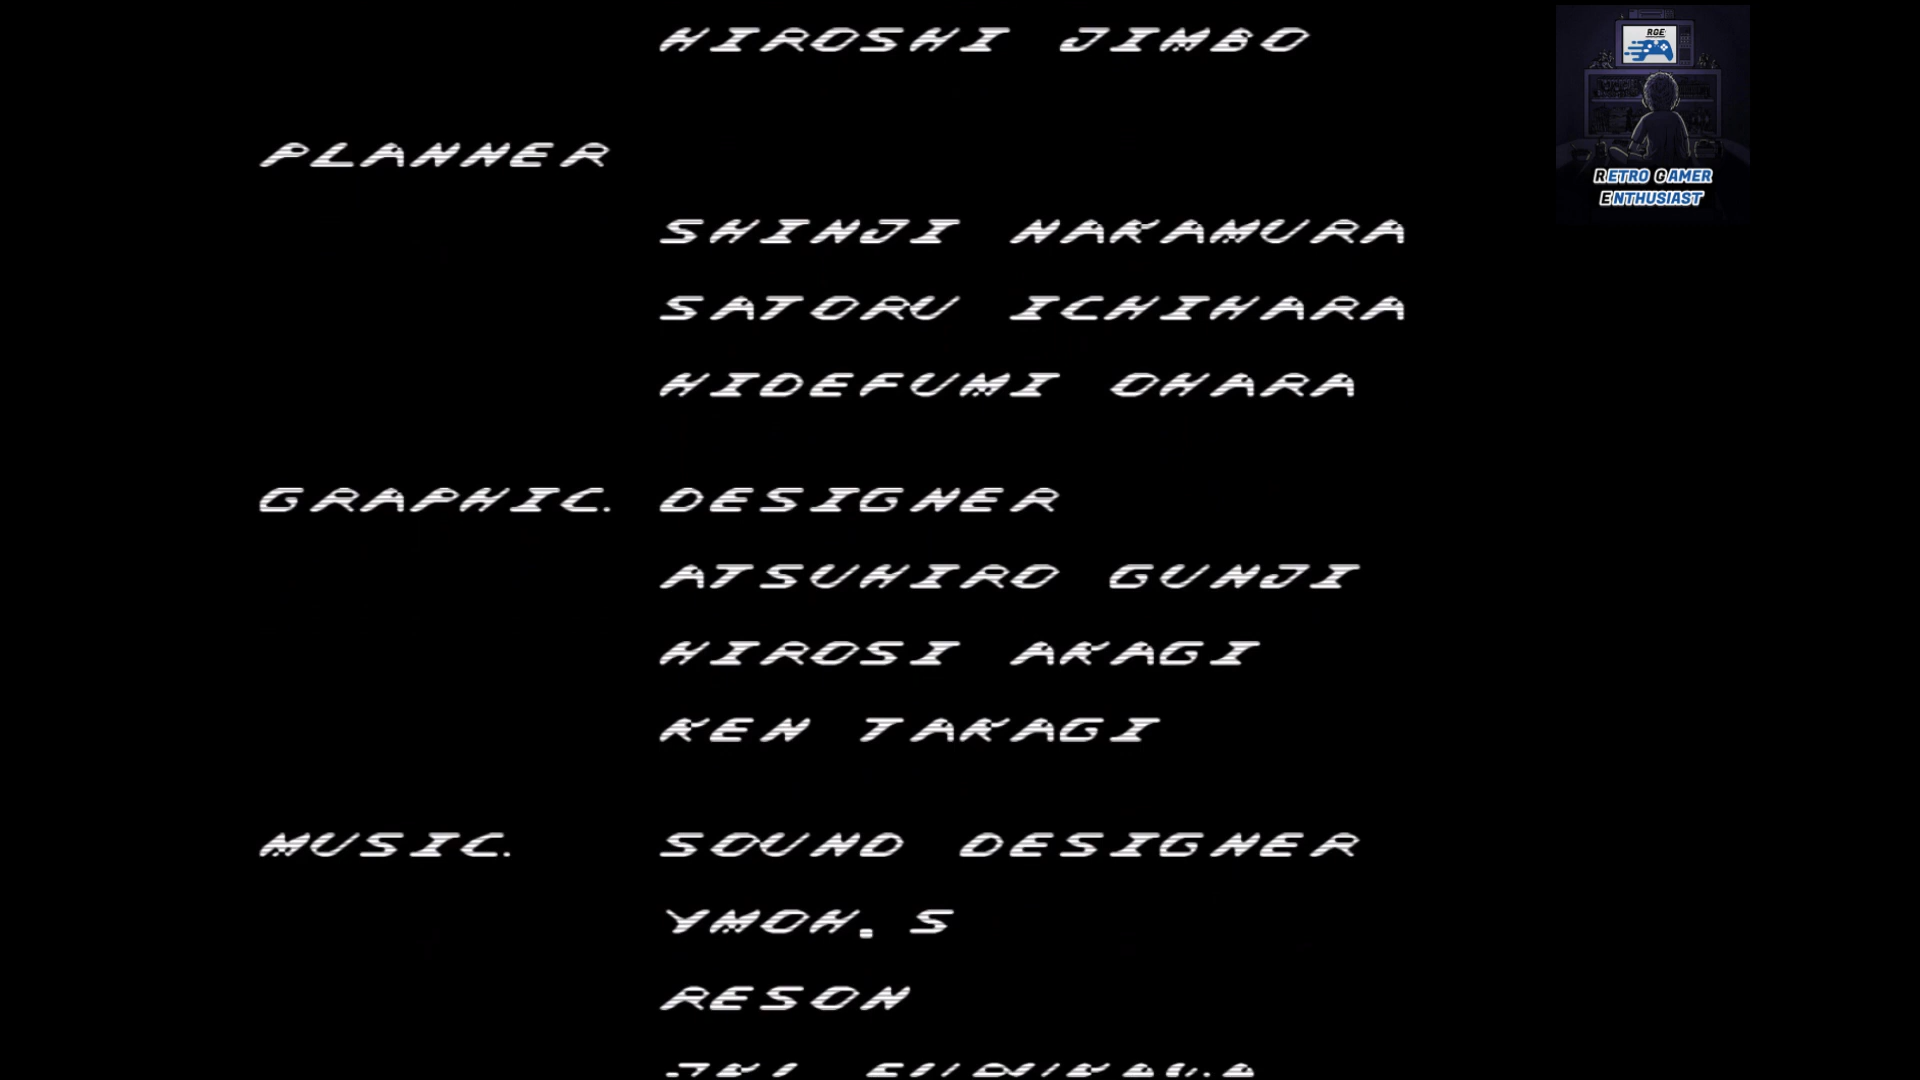 HIROSHI JIMBO
RGE
RETRO GAMER
ENTHUSIAST
PLANNER
SHINJI NAKAMURA
SATORU ICHIHARA
HIDEFUMI OHARA
GRAPHIC. DESIGNER
ATSUHIRO GUNJI
HIROSI AKAGI
KEN TAKAGI
MUSIC. SOUND DESIGNER
YMOH.S
RESON